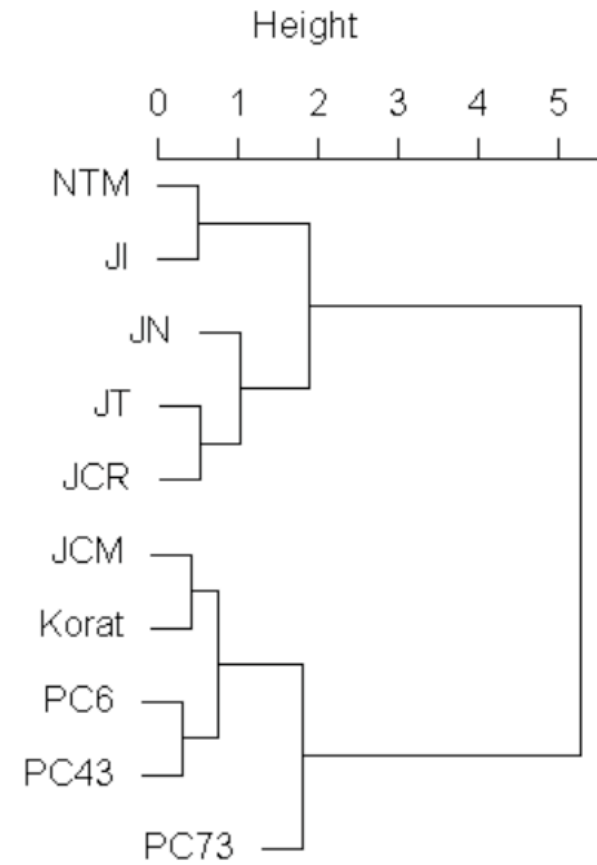 Height
0 1 2 3 4 5
NTM
JI
JN
JT
JCR
JCM
Korat
PC6
PC43
PC73